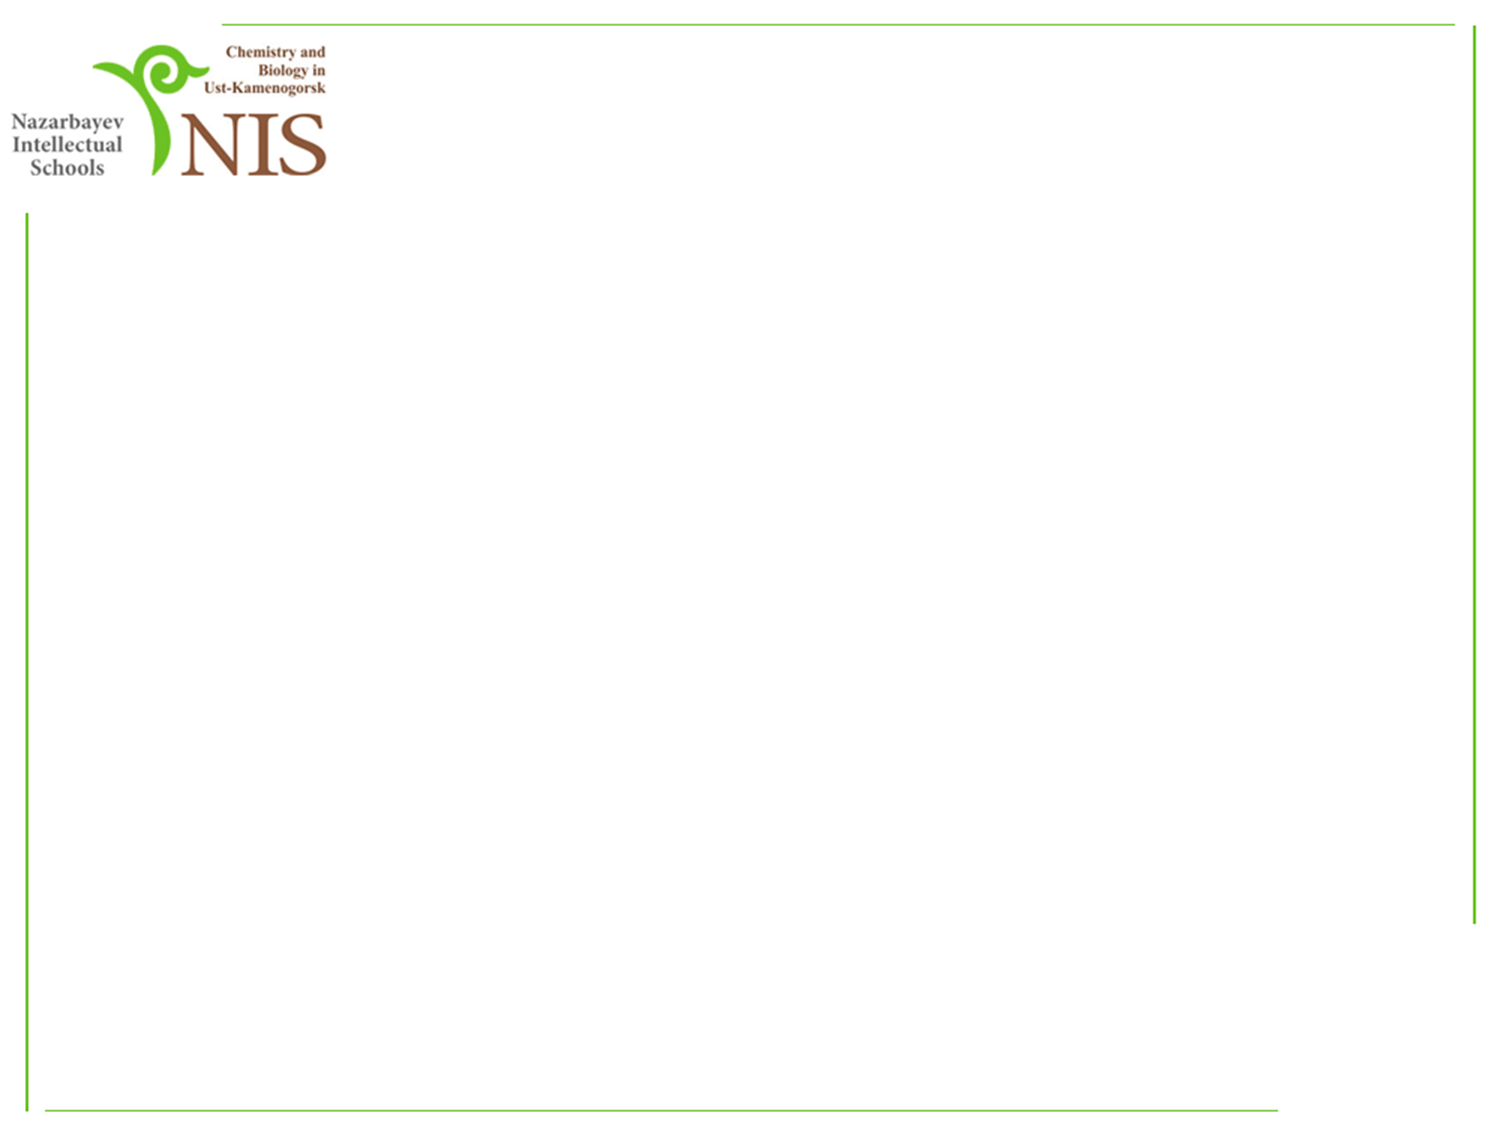 Chemistry and
Biology in
Ust-Kamenogorsk
Nazarbayev
Intellectual
Schools
NIS